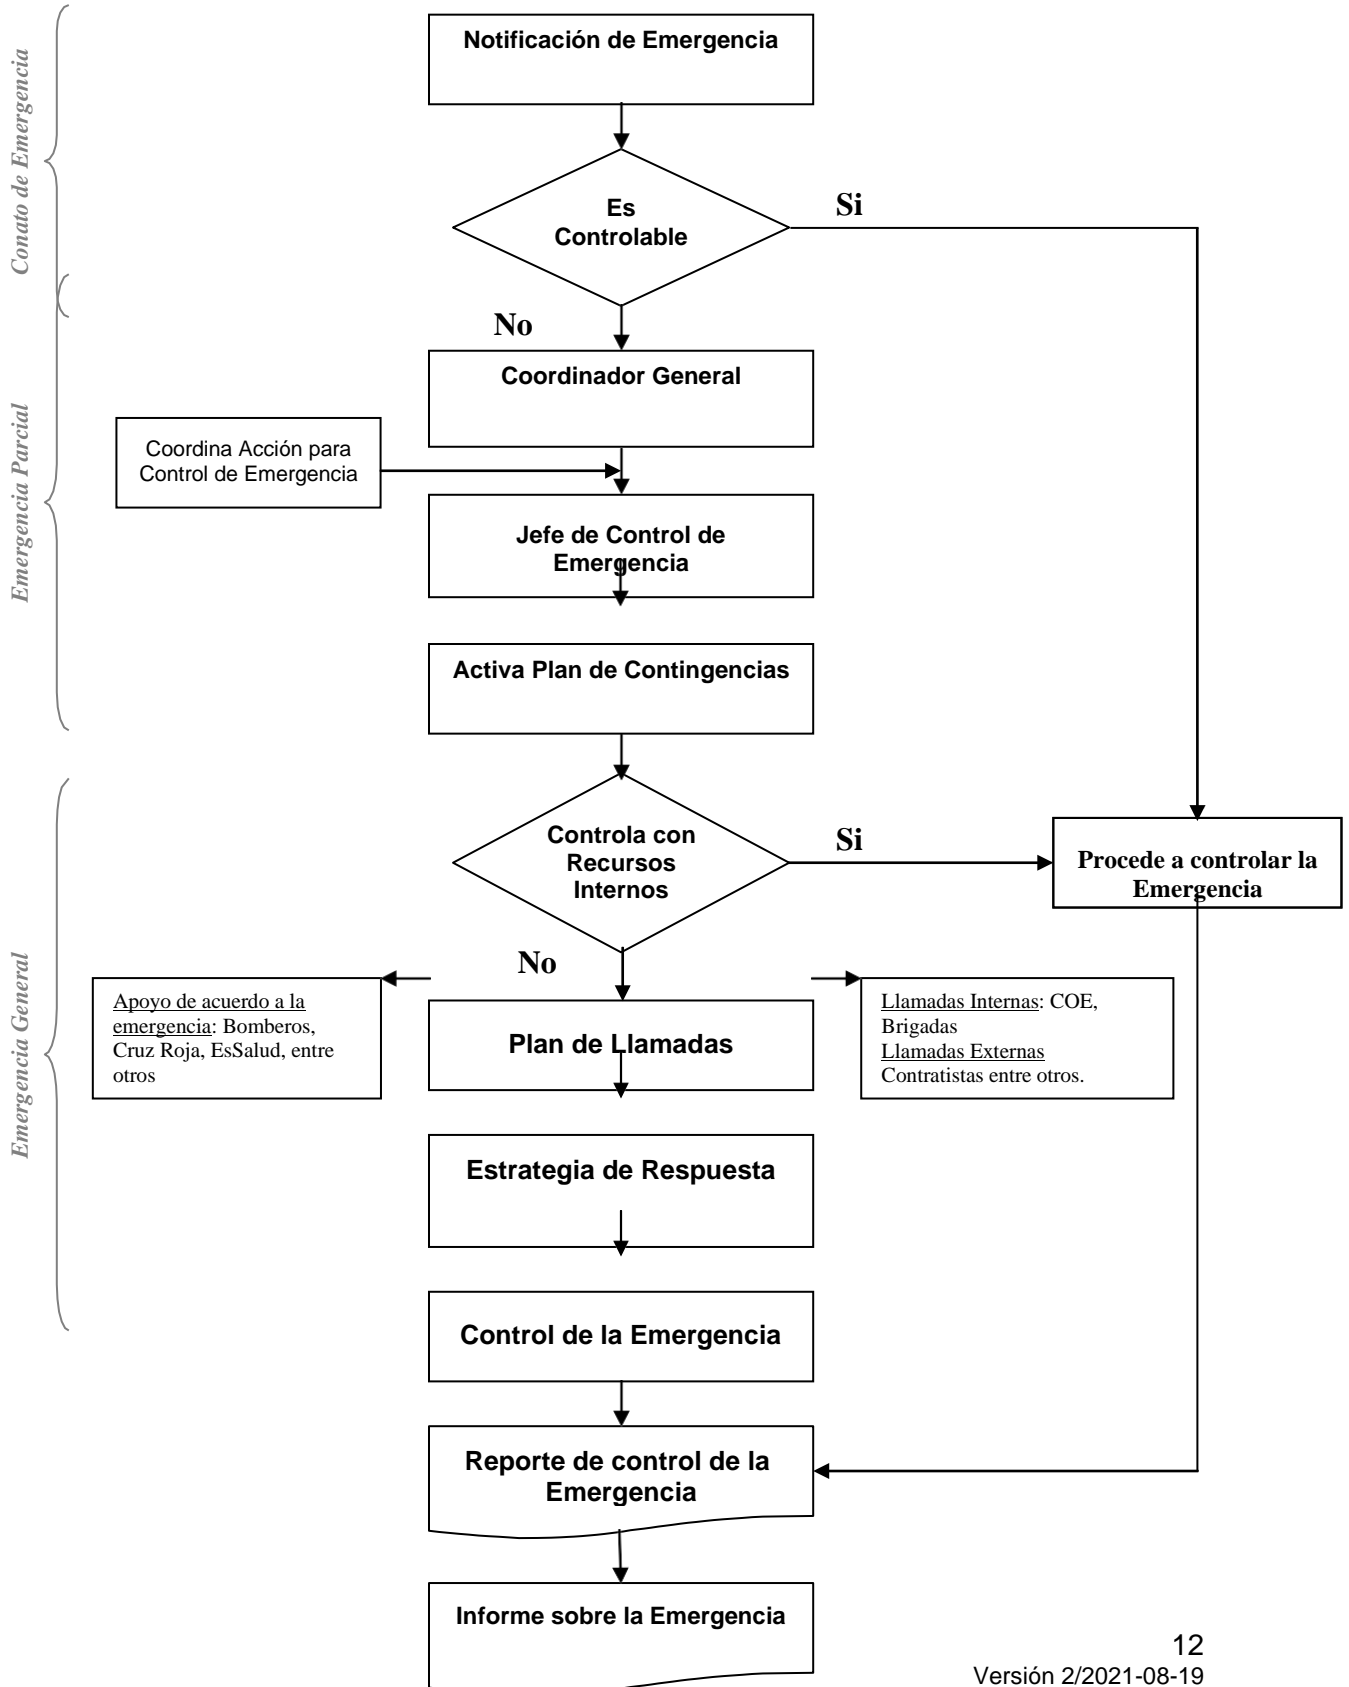 Conato de Emergencia
Notificación de Emergencia
Es
Controlable
Si
No
Coordinador General
Emergencia Parcial
Coordina Acción para
Control de Emergencia
Jefe de Control de
Emergencia
Activa Plan de Contingencias
Controla con
Recursos
Internos
Si
Procede a controlar la
Emergencia
No
Emergencia General
Apoyo de acuerdo a la
emergencia: Bomberos,
Cruz Roja, EsSalud, entre
otros
Plan de Llamadas
Llamadas Internas: COE,
Brigadas
Llamadas Externas
Contratistas entre otros.
Estrategia de Respuesta
Control de la Emergencia
Reporte de control de la
Emergencia
Informe sobre la Emergencia
12
Versión 2/2021-08-19